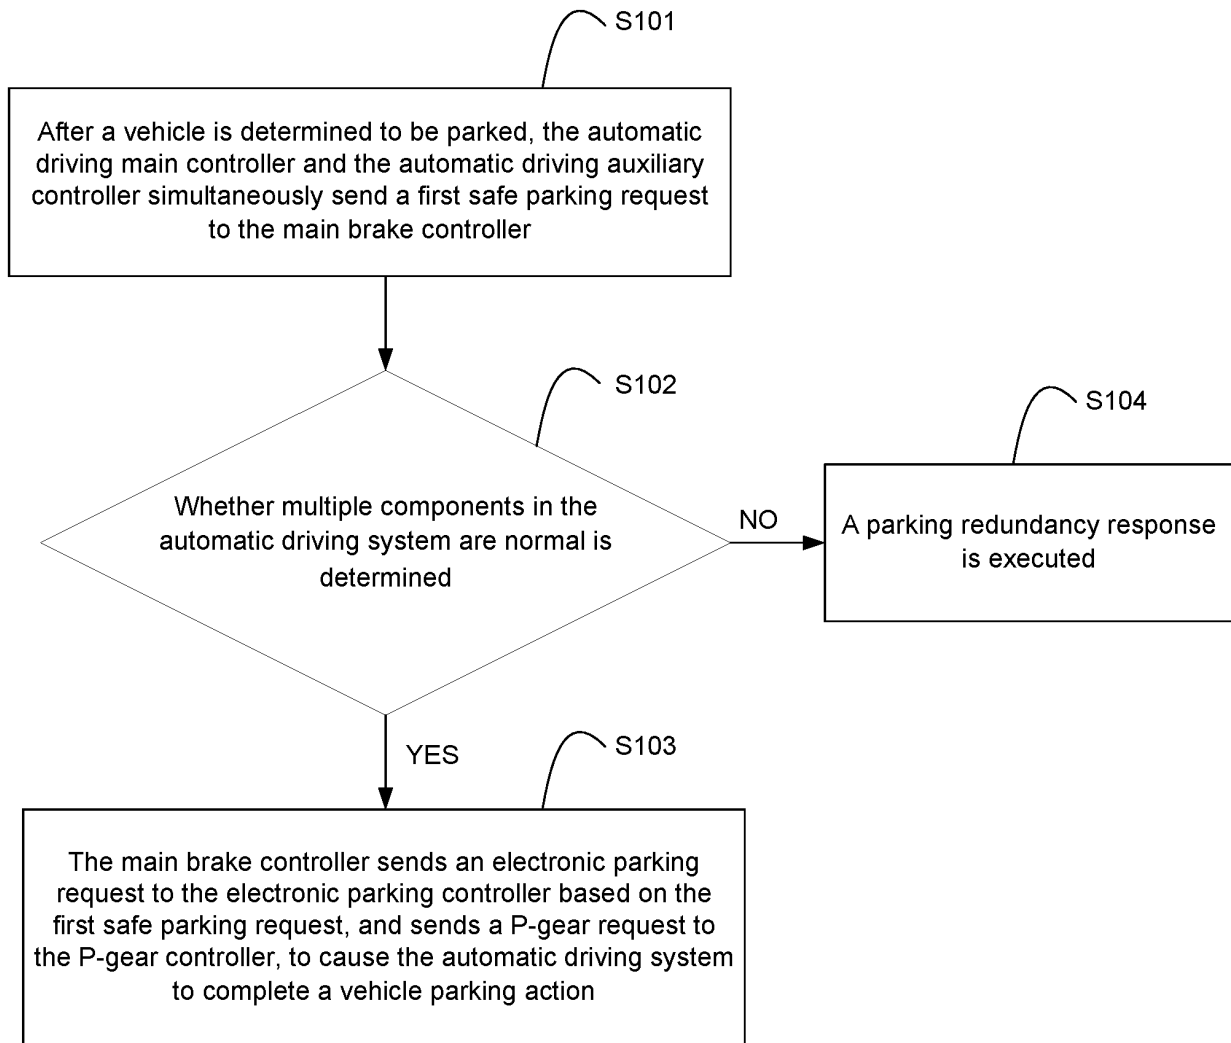 S101
After a vehicle is determined to be parked, the automatic
driving main controller and the automatic driving auxiliary
controller simultaneously send a first safe parking request
to the main brake controller
S102
Whether multiple components in the
automatic driving system are normal is
determined
NO
S104
A parking redundancy response
is executed
YES
S103
The main brake controller sends an electronic parking
request to the electronic parking controller based on the
first safe parking request, and sends a P-gear request to
the P-gear controller, to cause the automatic driving system
to complete a vehicle parking action